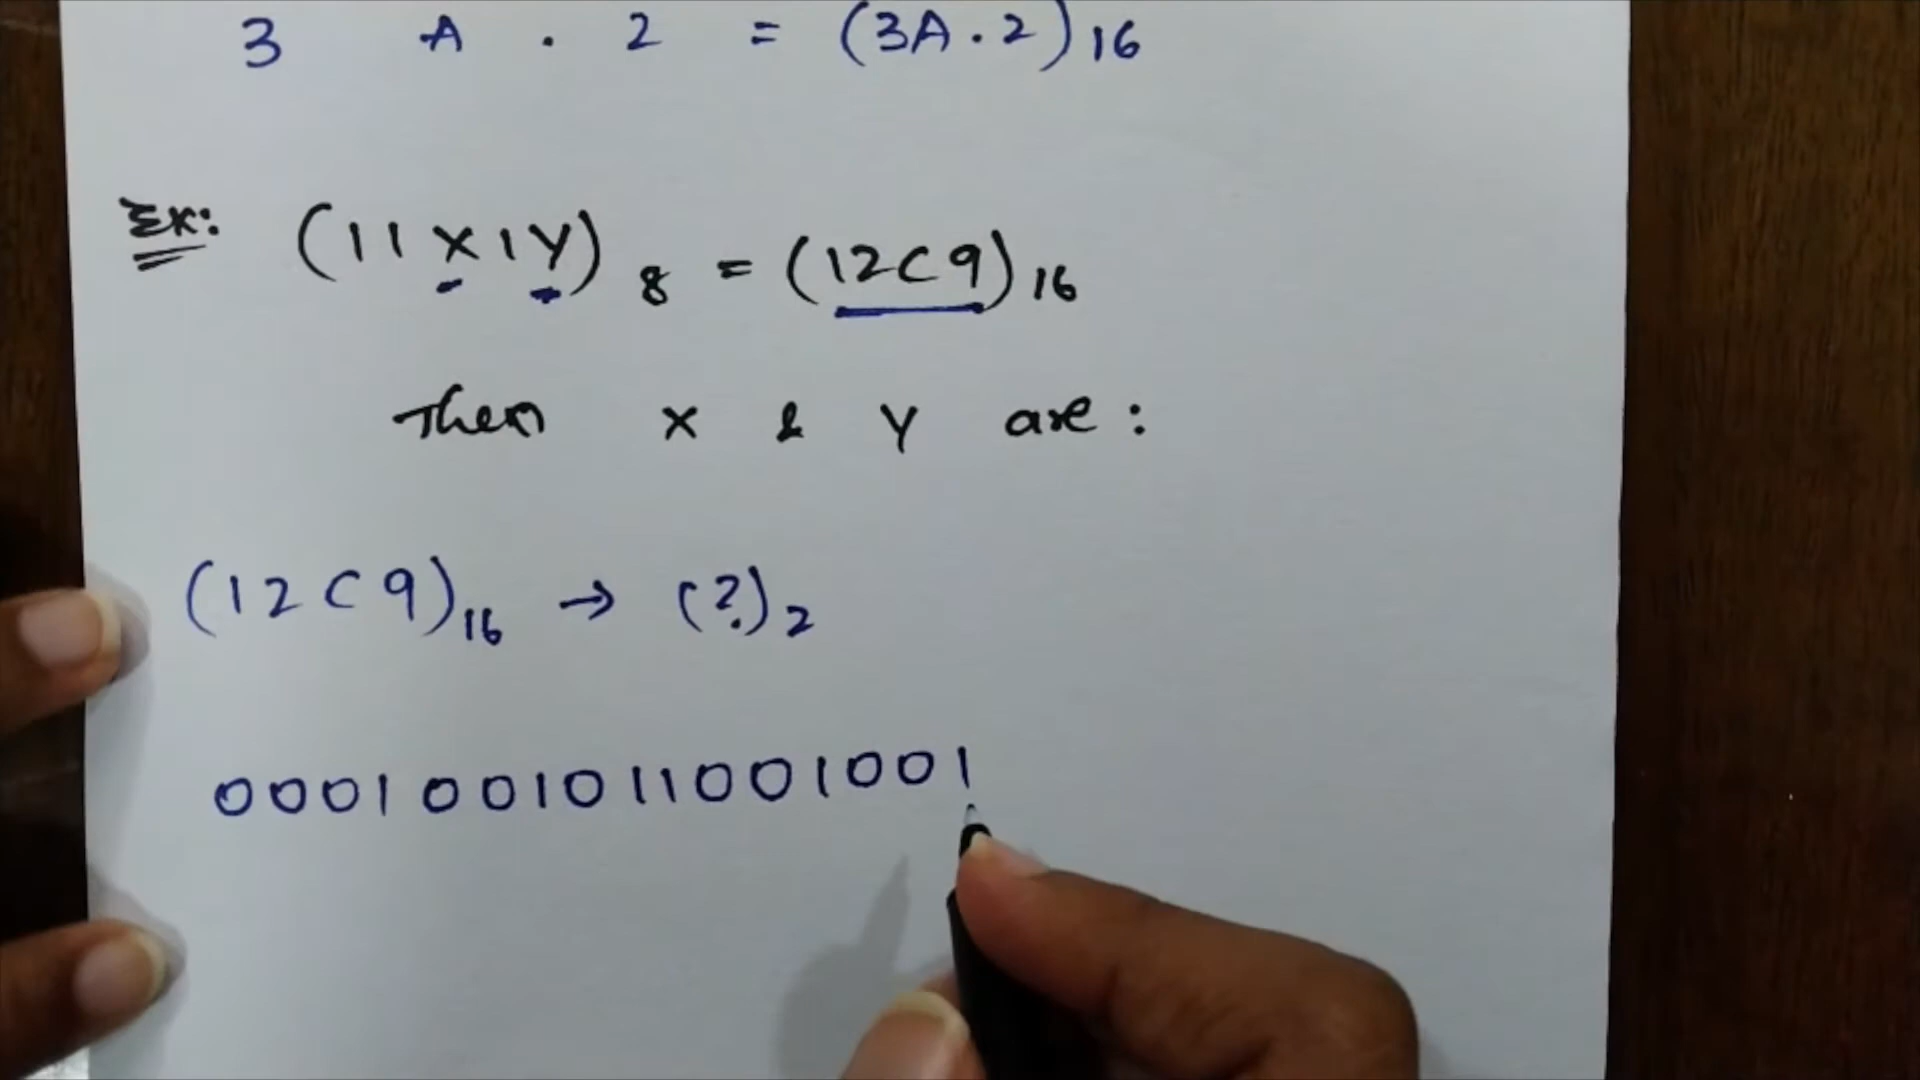 3 A . 2 = (3A.2)16
Ex: (11X1Y)8 = (12C9)16
Then X & Y are:
(12C9)16 → (?)2
0001001011001001